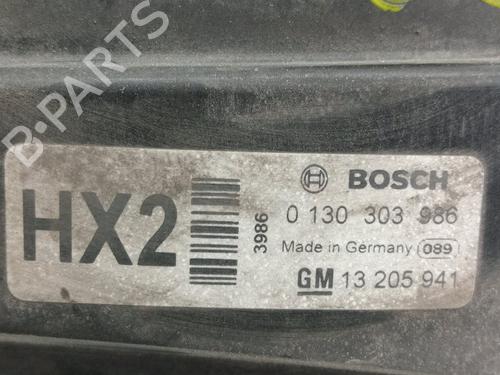 B-PARTS
HX2
3986
BOSCH
0 130 303 986
Made in Germany 089
GM 13 205 941